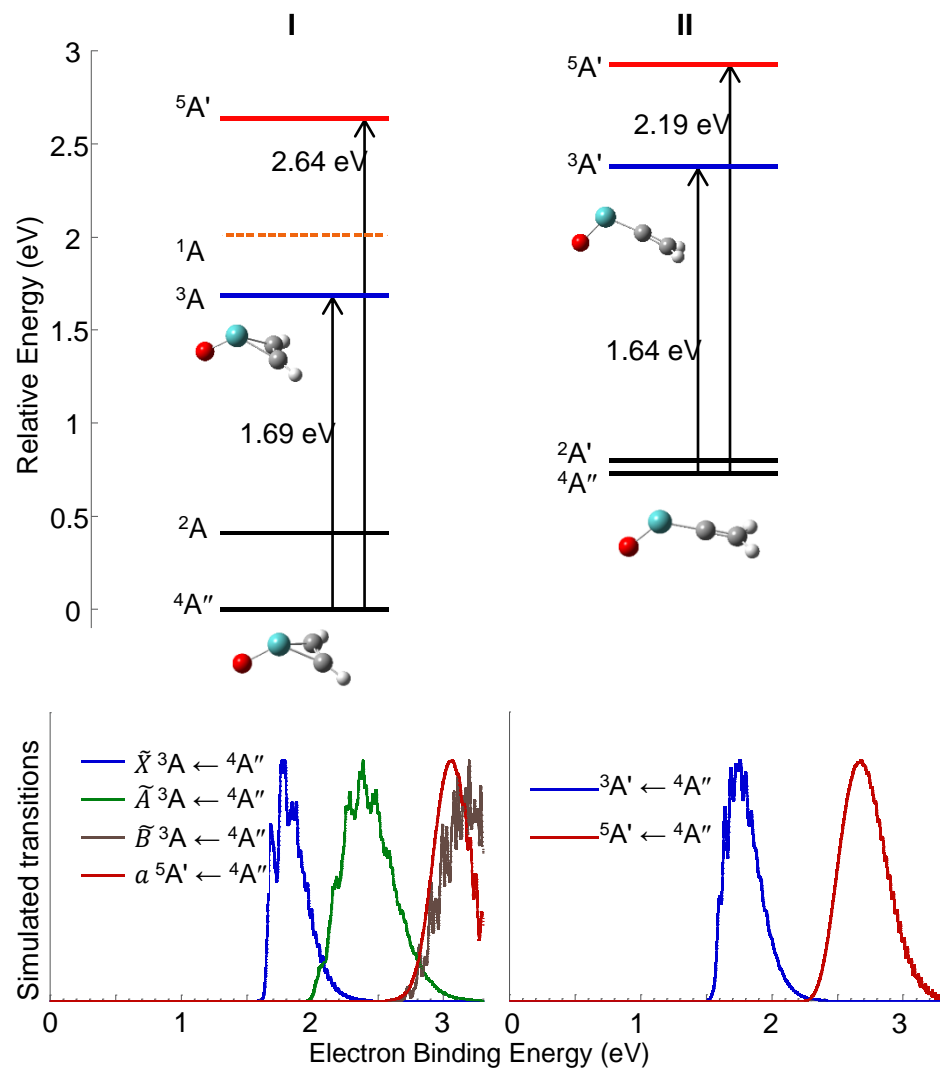 I
II
3
2.5
2
1.5
1
0.5
0
Relative Energy (eV)
⁵A'
2.64 eV
¹A
³A
1.69 eV
²A
⁴A″
⁵A'
2.19 eV
³A'
1.64 eV
²A'
⁴A″
Simulated transitions
X̃ ³A ← ⁴A″
Ã ³A ← ⁴A″
B̃ ³A ← ⁴A″
a ⁵A' ← ⁴A″
³A' ← ⁴A″
⁵A' ← ⁴A″
0 1 2 3 0 1 2 3
Electron Binding Energy (eV)